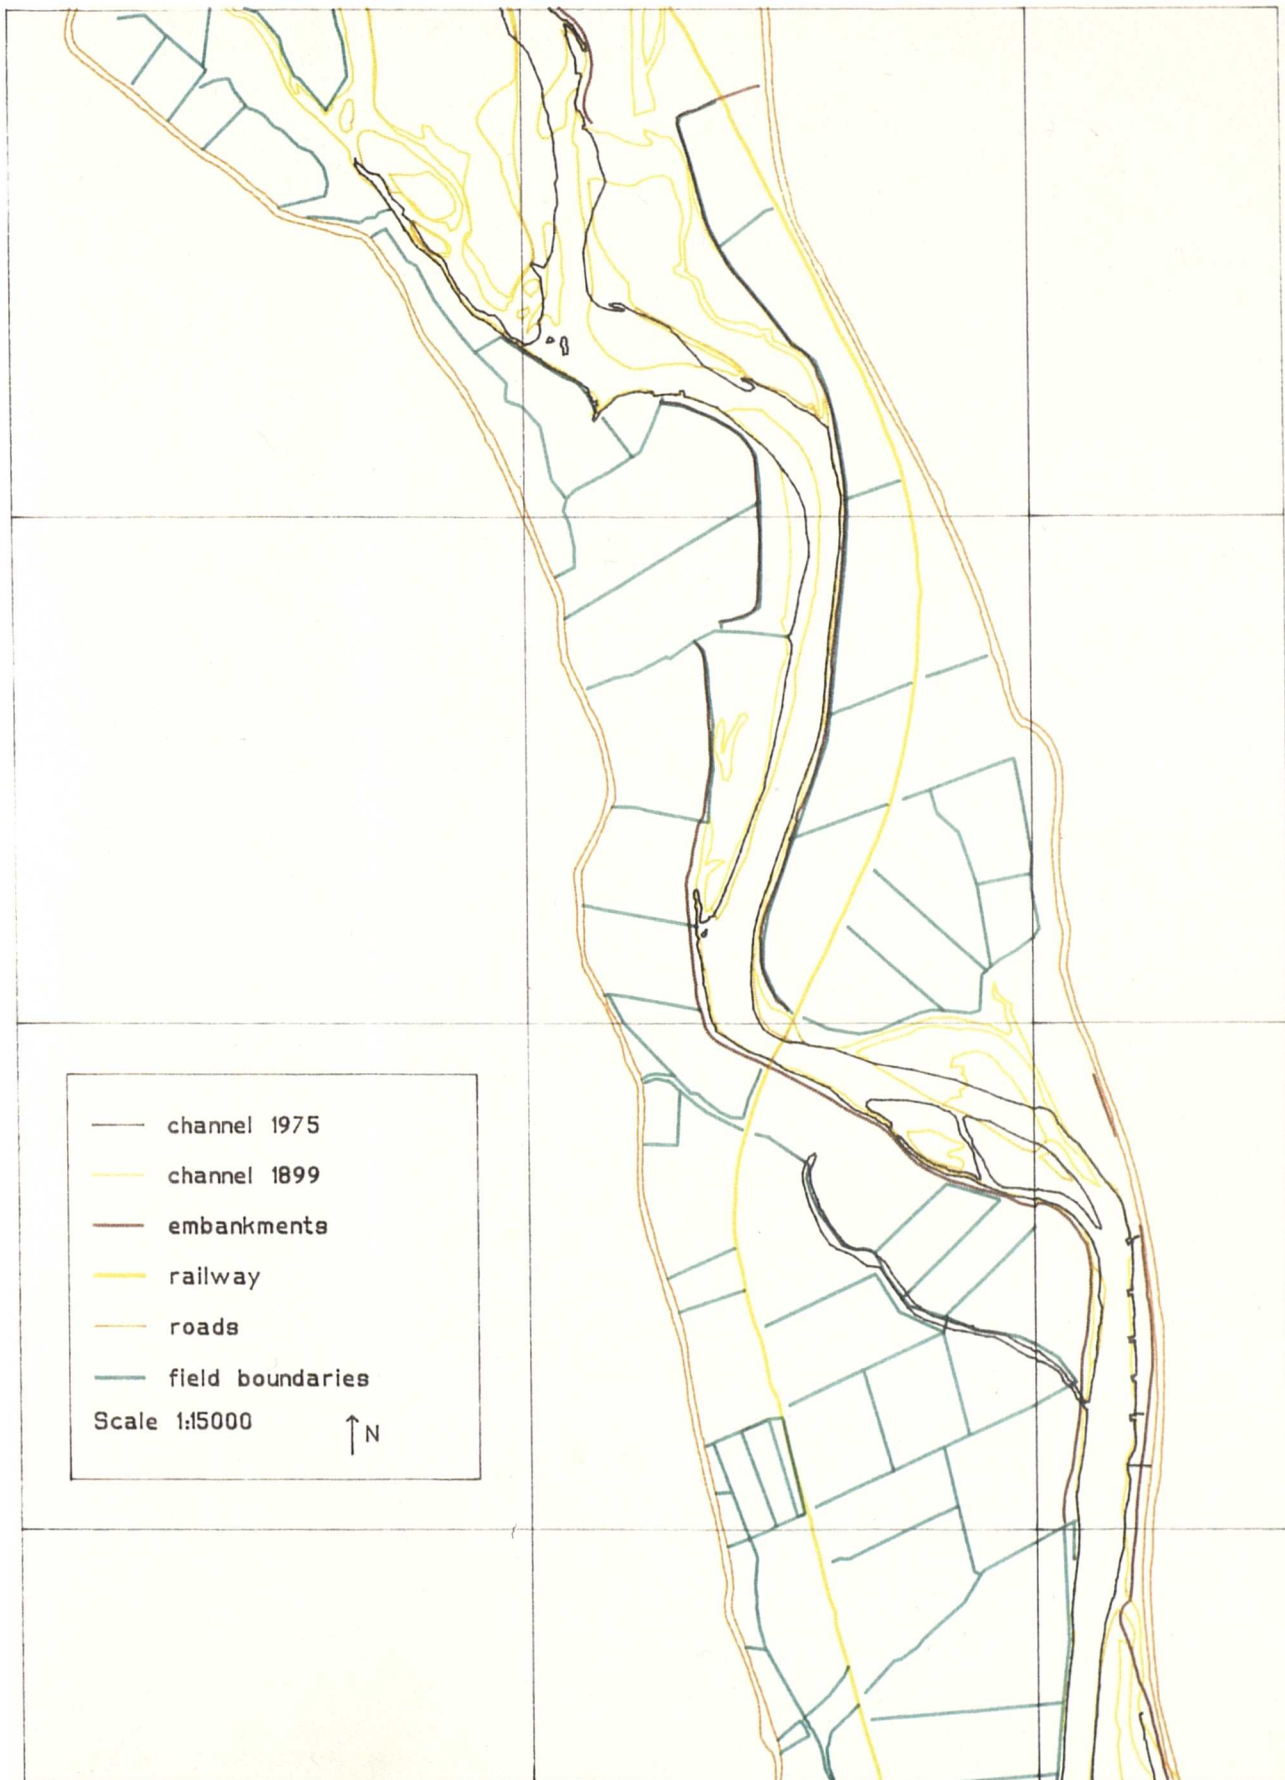 channel 1975
channel 1899
embankments
railway
roads
field boundaries
Scale 1:15000
N